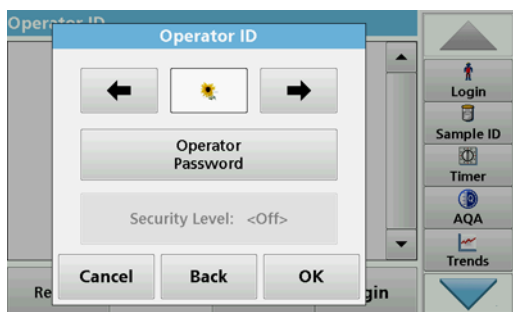 Operator ID
Operator ID
Operator
Password
Security Level: <Off>
Cancel
Back
OK
Login
Sample ID
Timer
AQA
Trends